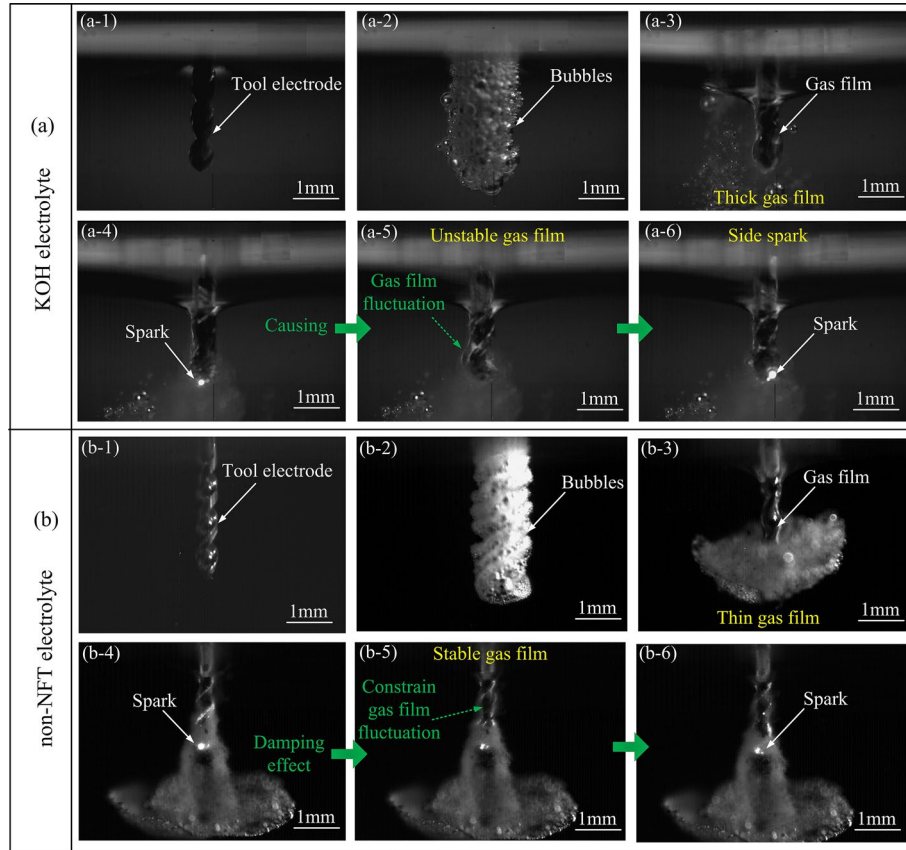 (a)
KOH electrolyte
(a-1)
Tool electrode
1mm
(a-2)
Bubbles
1mm
(a-3)
Gas film
Thick gas film
1mm
(a-4)
Spark
Causing
1mm
(a-5)
Unstable gas film
Gas film
fluctuation
1mm
(a-6)
Side spark
Spark
1mm
(b)
non-NFT electrolyte
(b-1)
Tool electrode
1mm
(b-2)
Bubbles
1mm
(b-3)
Gas film
Thin gas film
1mm
(b-4)
Spark
Damping
effect
1mm
(b-5)
Stable gas film
Constrain
gas film
fluctuation
1mm
(b-6)
Spark
1mm